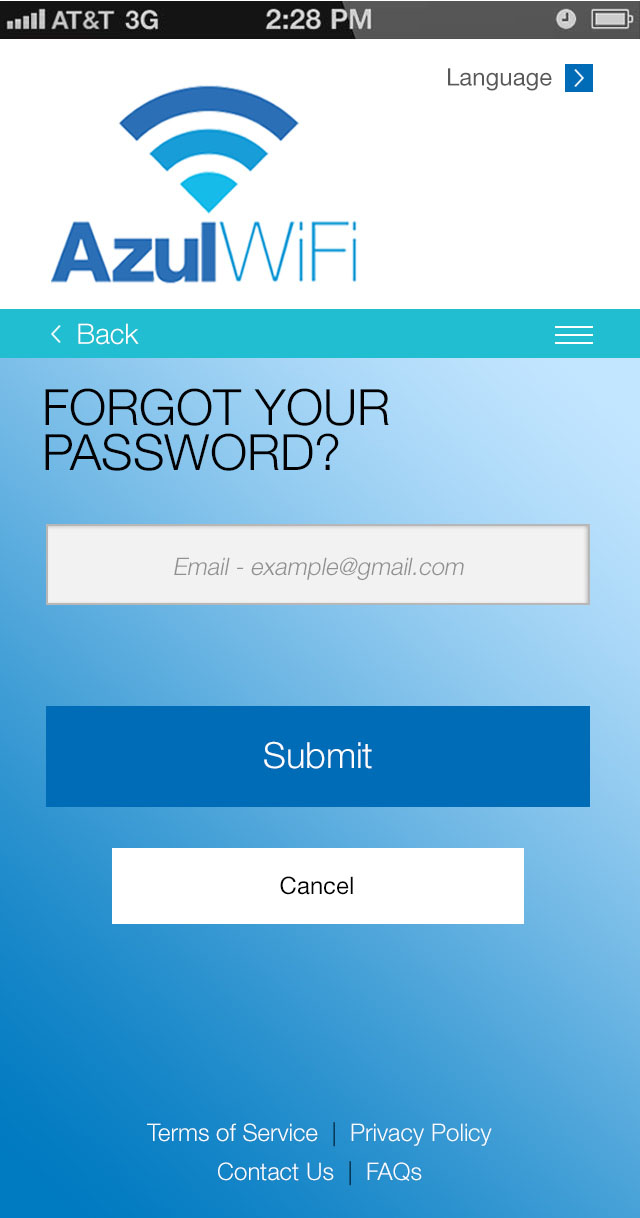 AT&T 3G 2:28 PM
Language
AzulWiFi
Back
FORGOT YOUR
PASSWORD?
Email - example@gmail.com
Submit
Cancel
Terms of Service | Privacy Policy
Contact Us | FAQs